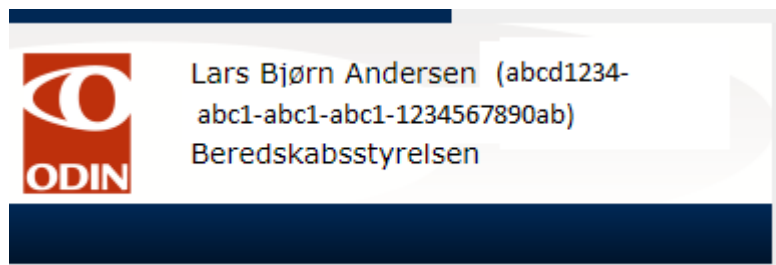 ODIN
Lars Bjørn Andersen (abcd1234-
abc1-abc1-abc1-1234567890ab)
Beredskabsstyrelsen